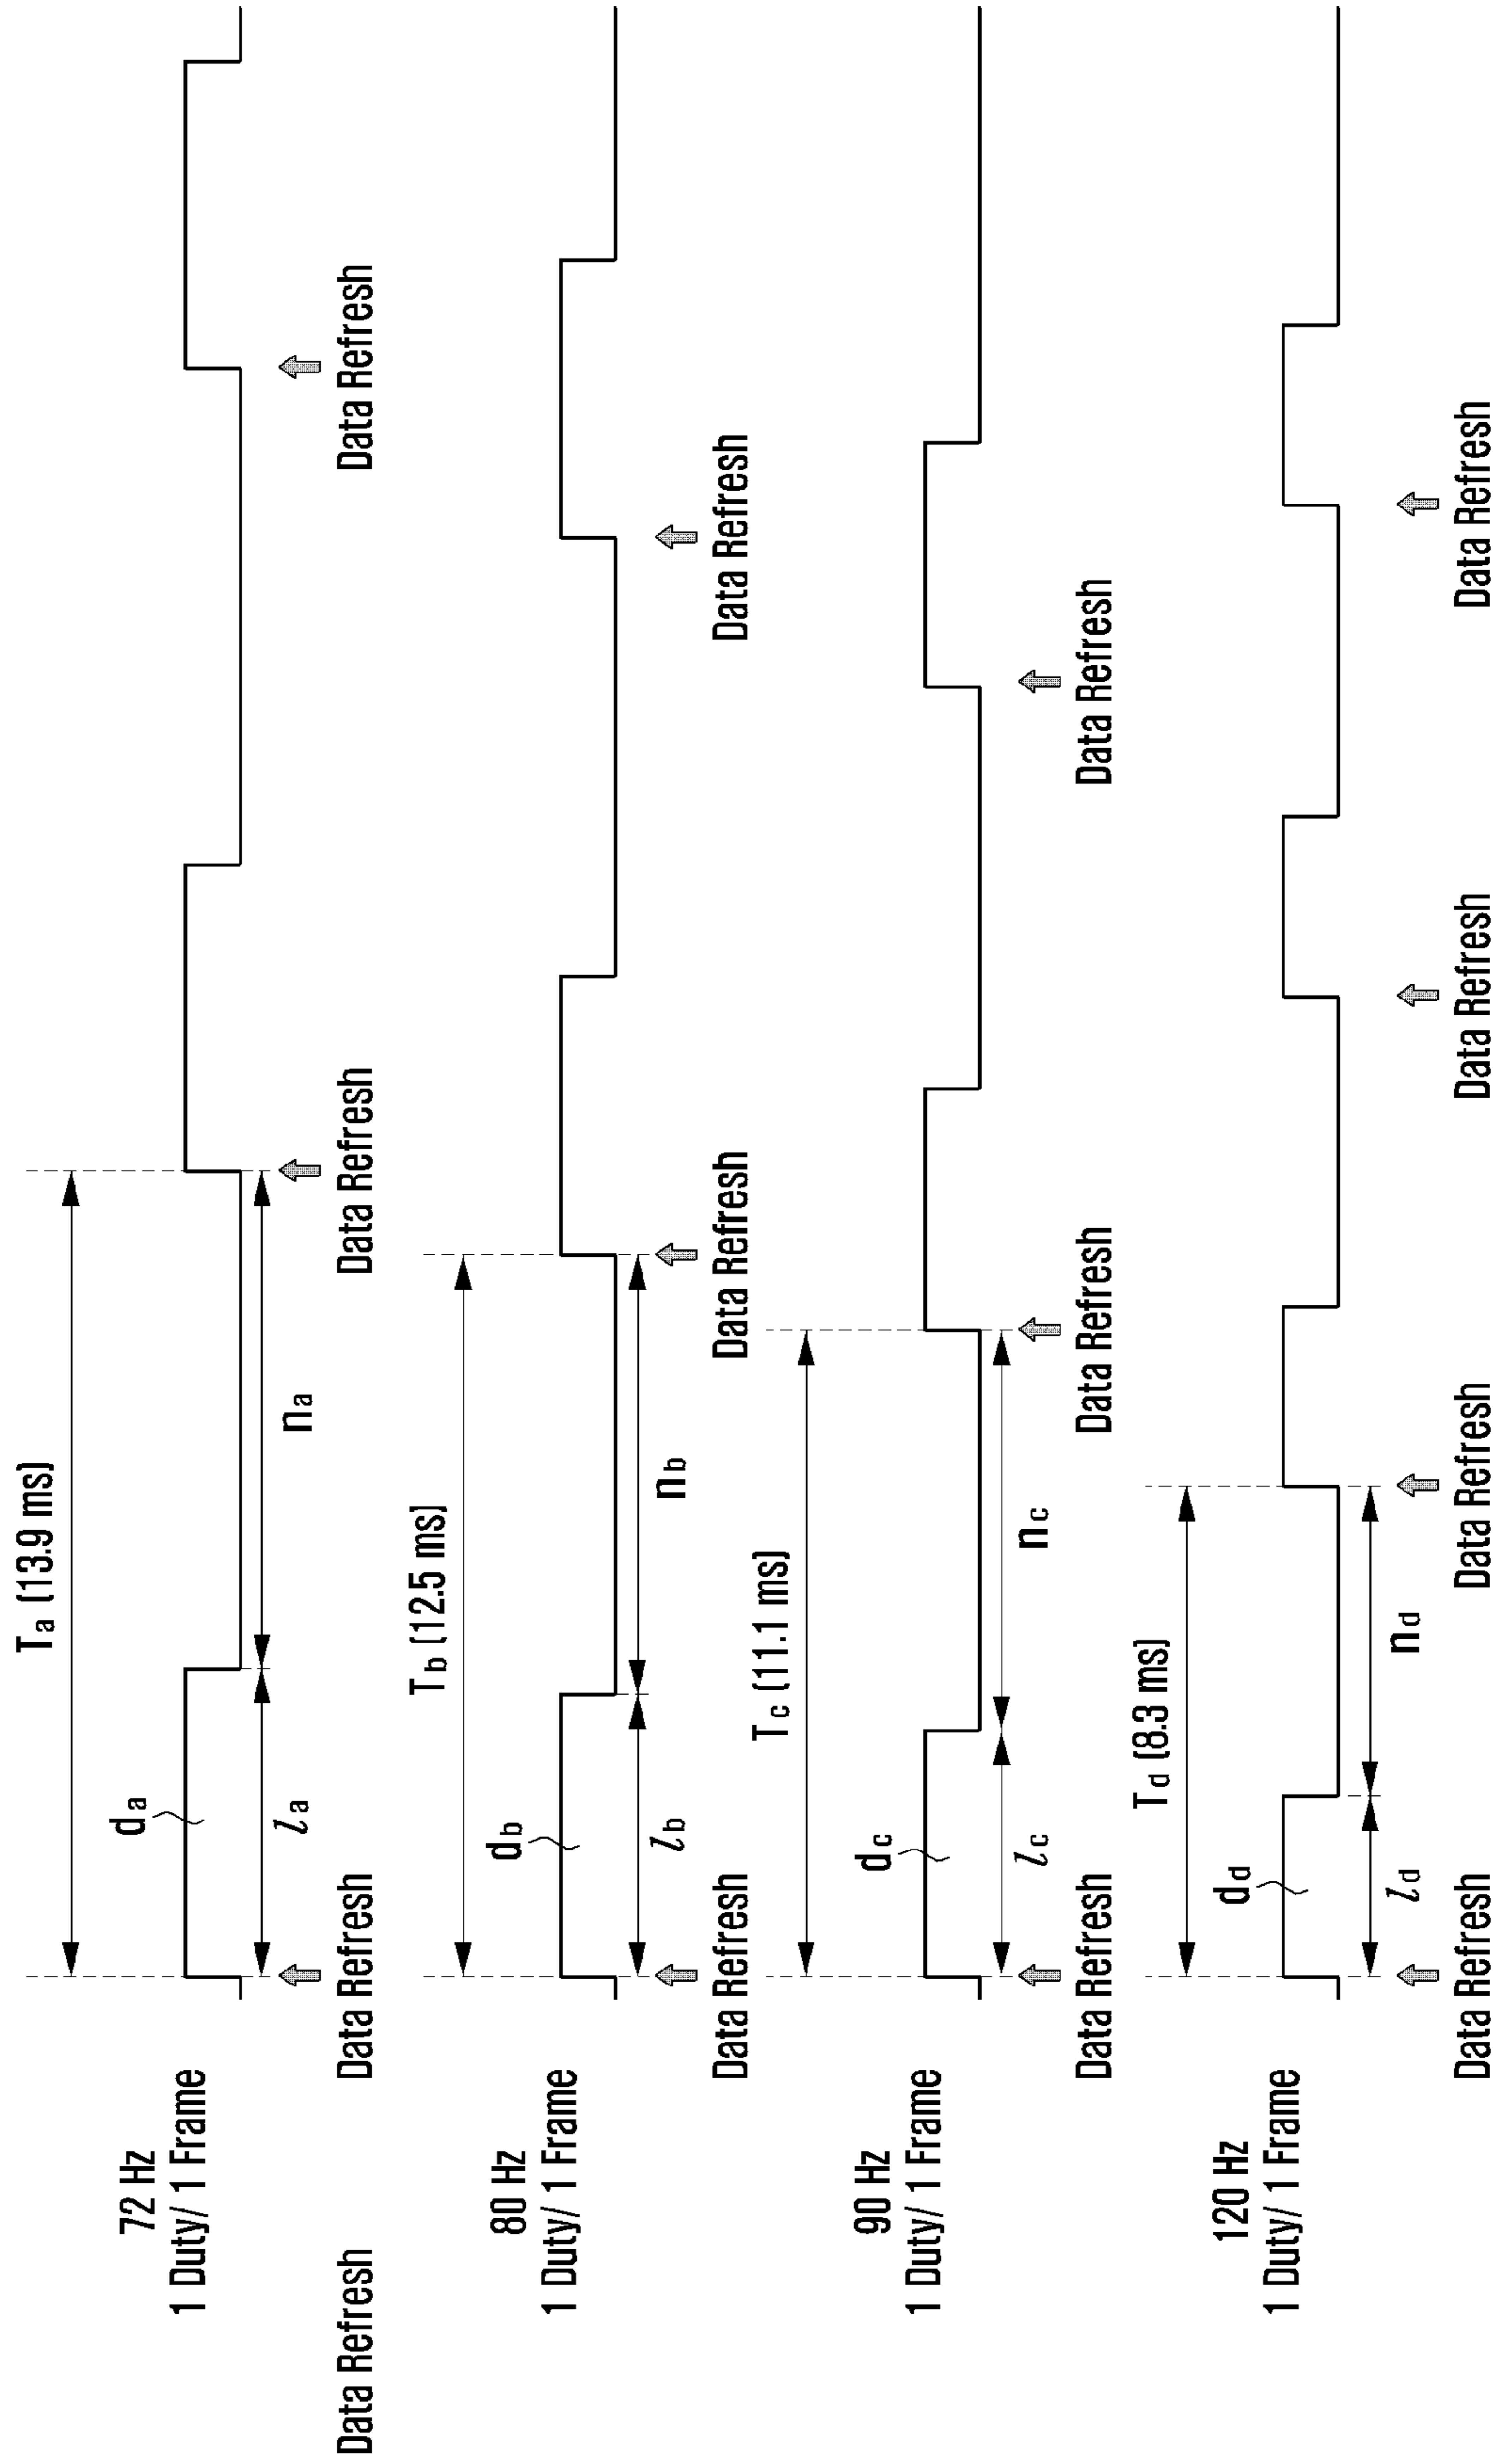 Ta (13.9 ms)
72 Hz
1 Duty/ 1 Frame
da
la
na
Data Refresh
Data Refresh
Data Refresh
Data Refresh
Tb (12.5 ms)
80 Hz
1 Duty/ 1 Frame
db
lb
nb
Data Refresh
Data Refresh
Data Refresh
Tc (11.1 ms)
90 Hz
1 Duty/ 1 Frame
dc
lc
nc
Data Refresh
Data Refresh
Data Refresh
Td (8.3 ms)
120 Hz
1 Duty/ 1 Frame
dd
ld
nd
Data Refresh
Data Refresh
Data Refresh
Data Refresh